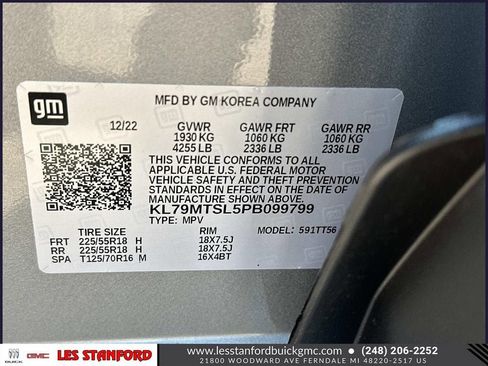 gm
MFD BY GM KOREA COMPANY
12/22 GVWR GAWR FRT GAWR RR
1930 KG 1060 KG 1060 KG
4255 LB 2336 LB 2336 LB
THIS VEHICLE CONFORMS TO ALL
APPLICABLE U.S. FEDERAL MOTOR
VEHICLE SAFETY AND THEFT PREVENTION
STANDARDS IN EFFECT ON THE DATE OF
MANUFACTURE SHOWN ABOVE.
KL79MTSL5PB099799
TYPE: MPV MODEL: 591TT56
TIRE SIZE RIM
FRT 225/55R18 H 18X7.5J
RR 225/55R18 H 18X7.5J
SPA T125/70R16 M 16X4BT
BUICK GMC LES STANFORD www.lesstanfordbuickgmc.com (248) 206-2252
21800 WOODWARD AVE FERNDALE MI 48220-2517 US